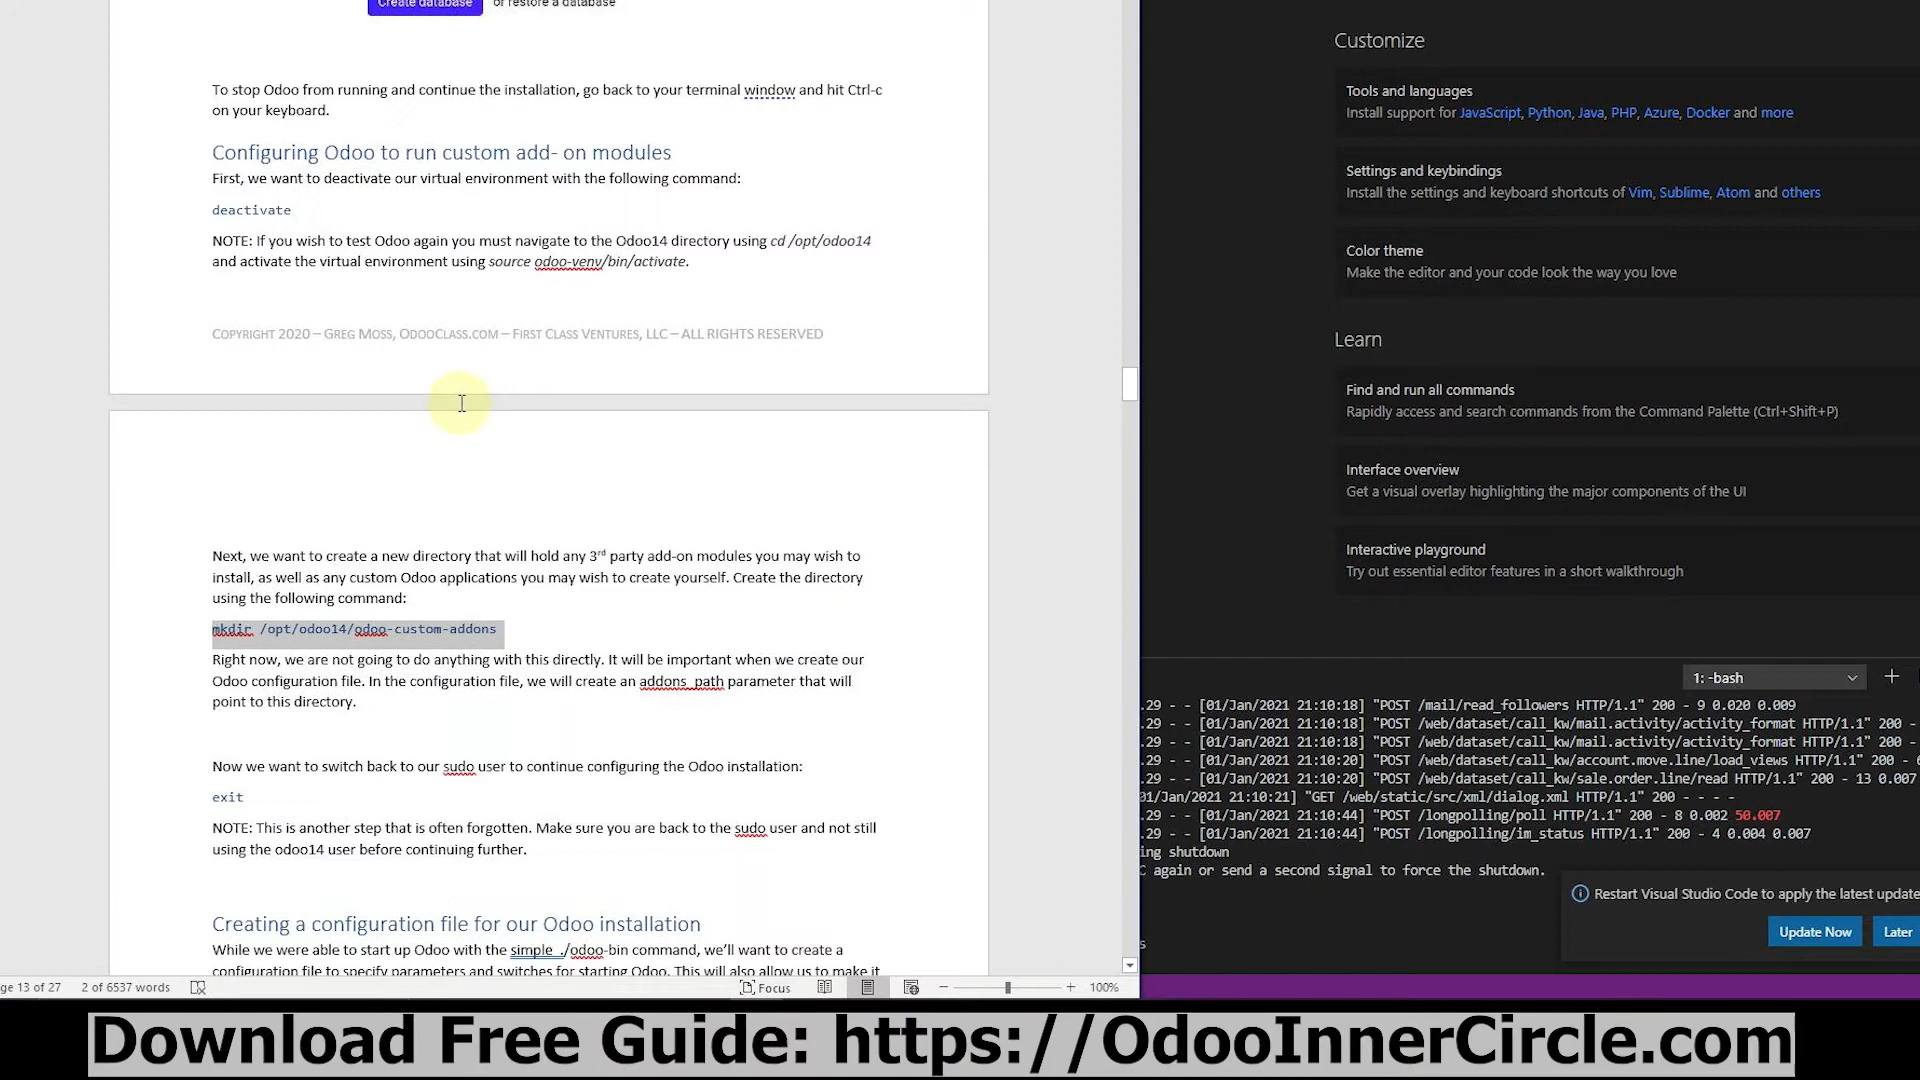 Create database or restore a database
To stop Odoo from running and continue the installation, go back to your terminal window and hit Ctrl-c
on your keyboard.
Configuring Odoo to run custom add- on modules
First, we want to deactivate our virtual environment with the following command:
deactivate
NOTE: If you wish to test Odoo again you must navigate to the Odoo14 directory using cd /opt/odoo14
and activate the virtual environment using source odoo-venv/bin/activate.
COPYRIGHT 2020 – GREG MOSS, ODOOCLASS.COM – FIRST CLASS VENTURES, LLC – ALL RIGHTS RESERVED
Next, we want to create a new directory that will hold any 3rd party add-on modules you may wish to
install, as well as any custom Odoo applications you may wish to create yourself. Create the directory
using the following command:
mkdir /opt/odoo14/odoo-custom-addons
Right now, we are not going to do anything with this directly. It will be important when we create our
Odoo configuration file. In the configuration file, we will create an addons_path parameter that will
point to this directory.
Now we want to switch back to our sudo user to continue configuring the Odoo installation:
exit
NOTE: This is another step that is often forgotten. Make sure you are back to the sudo user and not still
using the odoo14 user before continuing further.
Creating a configuration file for our Odoo installation
While we were able to start up Odoo with the simple ./odoo-bin command, we'll want to create a
configuration file to specify parameters and switches for starting Odoo. This will also allow us to make it
ge 13 of 27 2 of 6537 words Focus 100%
Customize
Tools and languages
Install support for JavaScript, Python, Java, PHP, Azure, Docker and more
Settings and keybindings
Install the settings and keyboard shortcuts of Vim, Sublime, Atom and others
Color theme
Make the editor and your code look the way you love
Learn
Find and run all commands
Rapidly access and search commands from the Command Palette (Ctrl+Shift+P)
Interface overview
Get a visual overlay highlighting the major components of the UI
Interactive playground
Try out essential editor features in a short walkthrough
1: -bash
.29 - - [01/Jan/2021 21:10:18] "POST /mail/read_followers HTTP/1.1" 200 - 9 0.020 0.009
.29 - - [01/Jan/2021 21:10:18] "POST /web/dataset/call_kw/mail.activity/activity_format HTTP/1.1" 200 -
.29 - - [01/Jan/2021 21:10:18] "POST /web/dataset/call_kw/mail.activity/activity_format HTTP/1.1" 200 -
.29 - - [01/Jan/2021 21:10:20] "POST /web/dataset/call_kw/account.move.line/load_views HTTP/1.1" 200 -
.29 - - [01/Jan/2021 21:10:20] "POST /web/dataset/call_kw/sale.order.line/read HTTP/1.1" 200 - 13 0.007
01/Jan/2021 21:10:21] "GET /web/static/src/xml/dialog.xml HTTP/1.1" 200 - - - -
.29 - - [01/Jan/2021 21:10:44] "POST /longpolling/poll HTTP/1.1" 200 - 8 0.002 50.007
.29 - - [01/Jan/2021 21:10:44] "POST /longpolling/im_status HTTP/1.1" 200 - 4 0.004 0.007
ing shutdown
C again or send a second signal to force the shutdown.
s
Restart Visual Studio Code to apply the latest update
Update Now Later
Download Free Guide: https://OdooInnerCircle.com